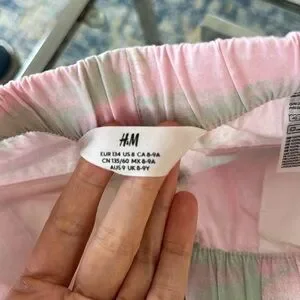 H&M
EUR 134 US 8 CA 8-9A
CN 135/60 MX 8-9A
AUS 9 UK 8-9Y